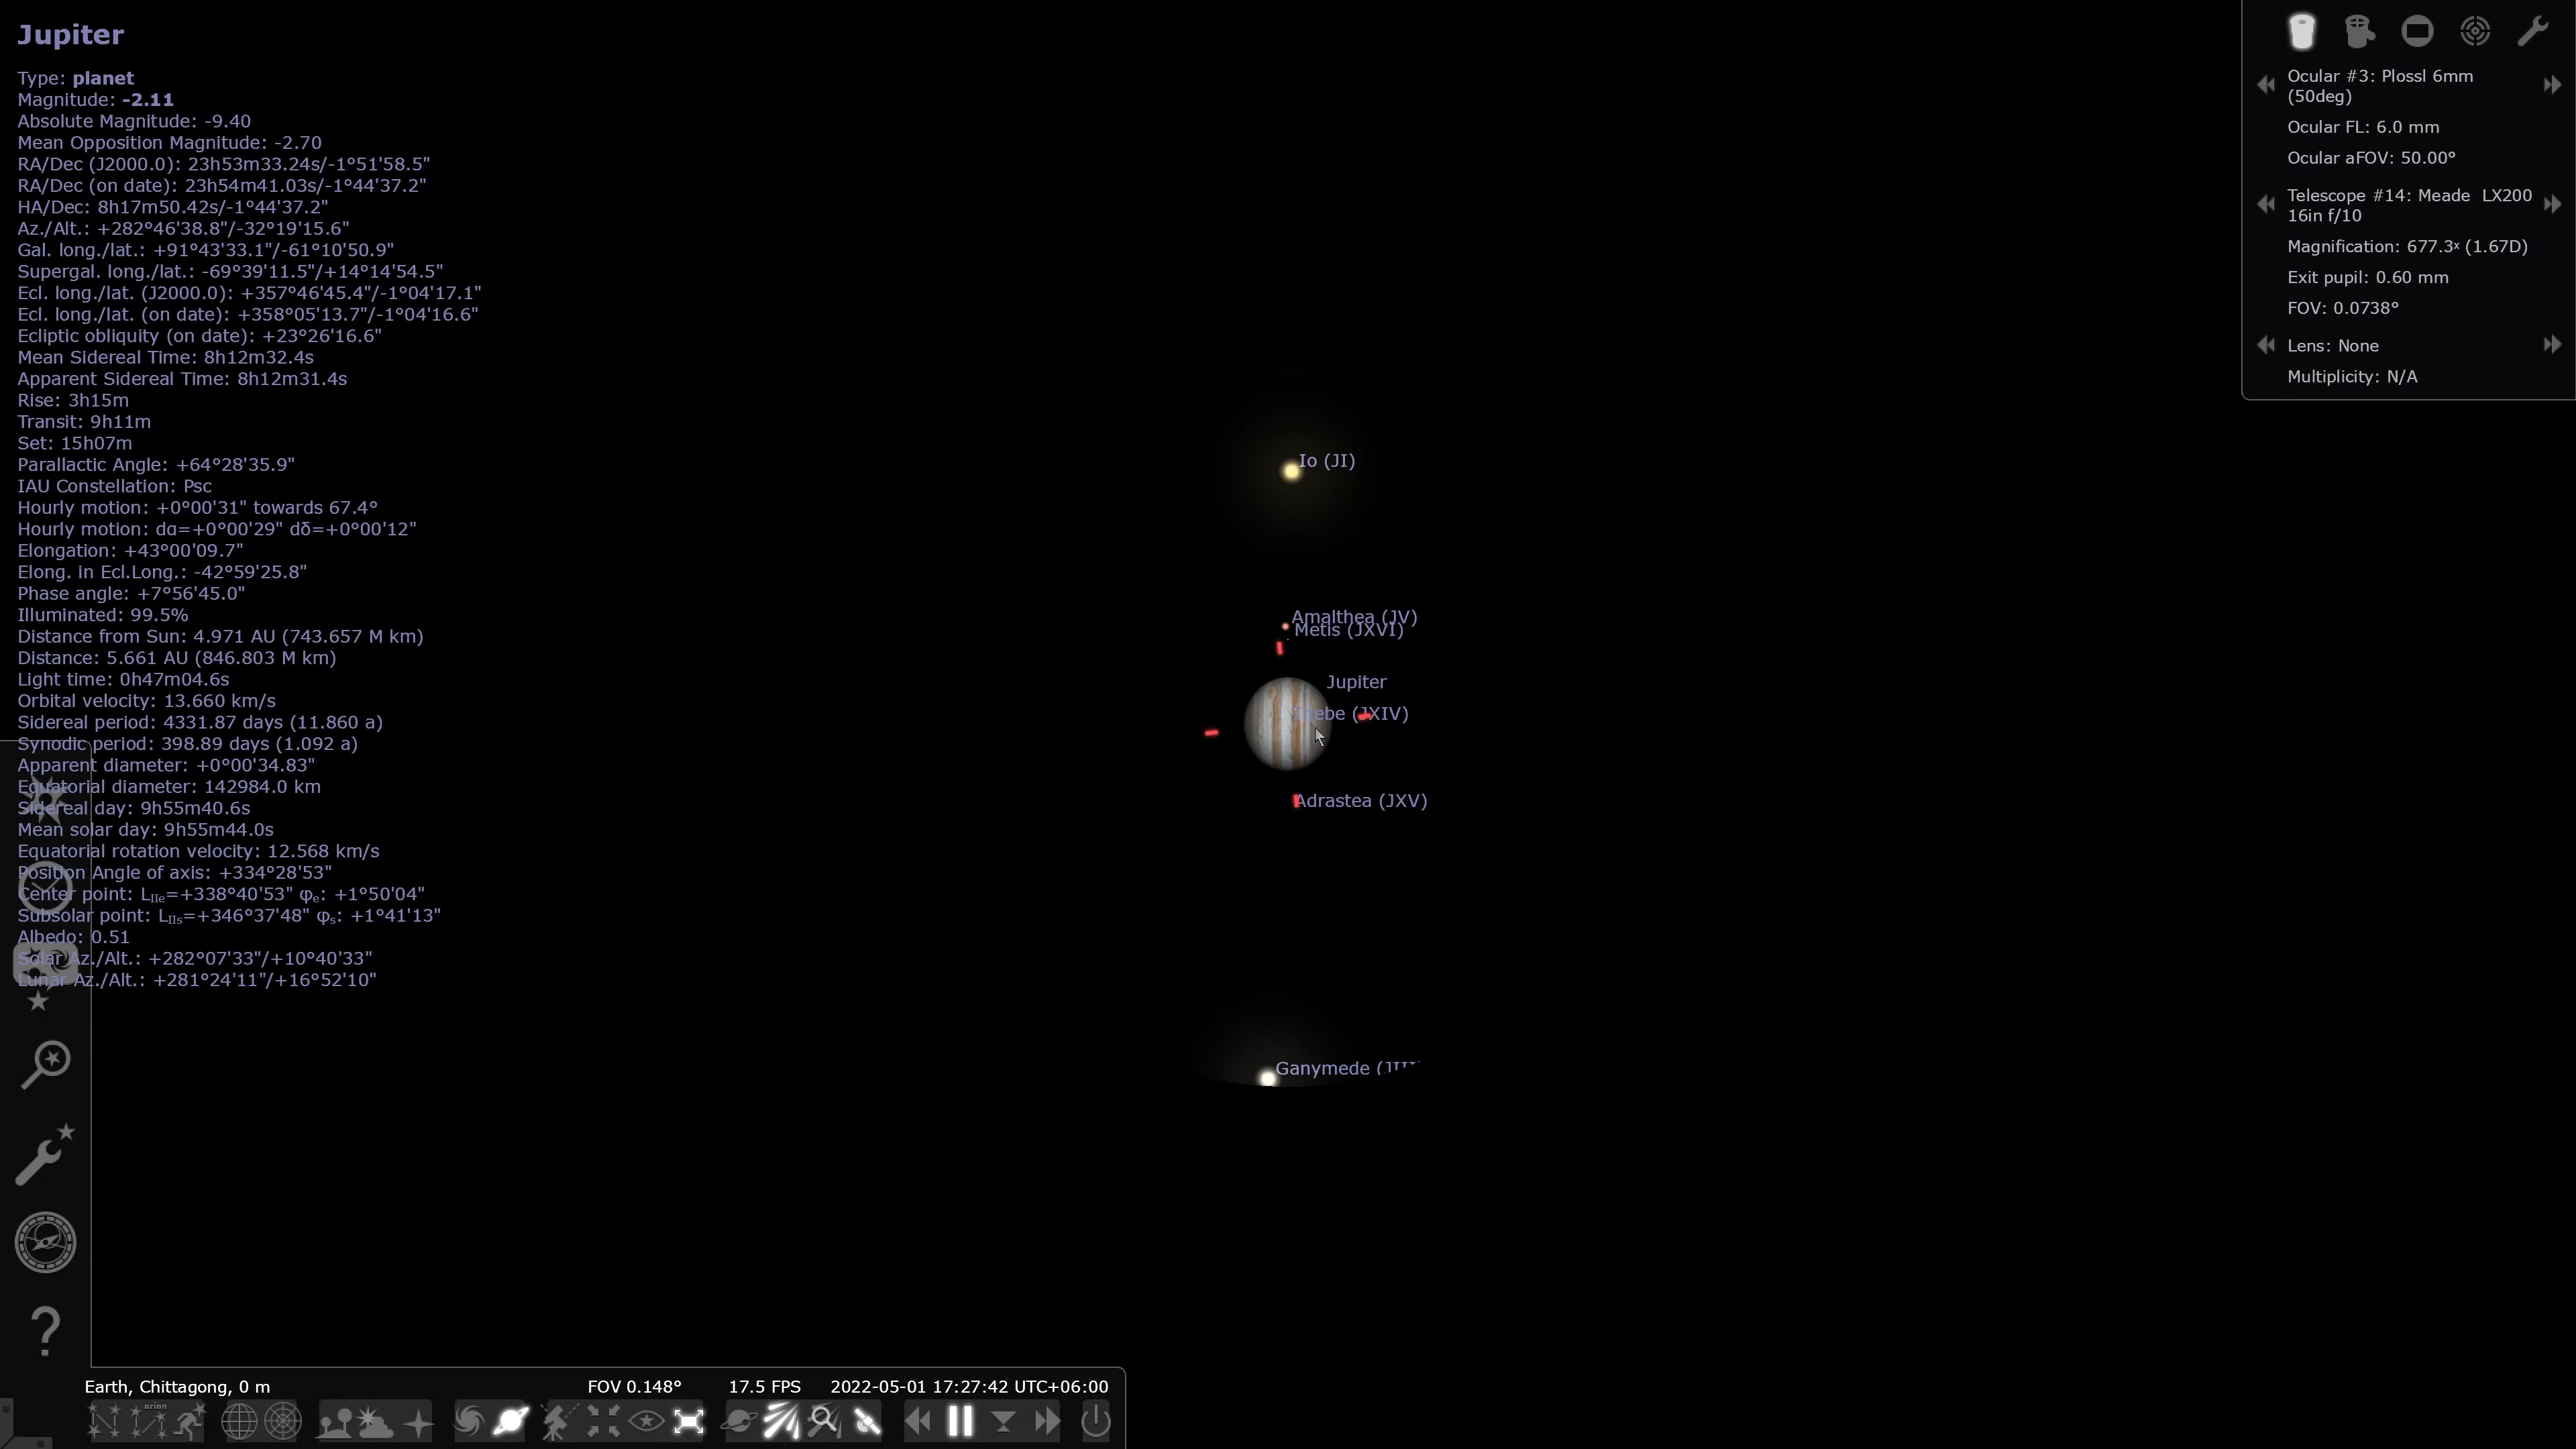 Jupiter
Type: planet
Magnitude: -2.11
Absolute Magnitude: -9.40
Mean Opposition Magnitude: -2.70
RA/Dec (J2000.0): 23h53m33.24s/-1°51'58.5"
RA/Dec (on date): 23h54m41.03s/-1°44'37.2"
HA/Dec: 8h17m50.42s/-1°44'37.2"
Az./Alt.: +282°46'38.8"/-32°19'15.6"
Gal. long./lat.: +91°43'33.1"/-61°10'50.9"
Supergal. long./lat.: -69°39'11.5"/+14°14'54.5"
Ecl. long./lat. (J2000.0): +357°46'45.4"/-1°04'17.1"
Ecl. long./lat. (on date): +358°05'13.7"/-1°04'16.6"
Ecliptic obliquity (on date): +23°26'16.6"
Mean Sidereal Time: 8h12m32.4s
Apparent Sidereal Time: 8h12m31.4s
Rise: 3h15m
Transit: 9h11m
Set: 15h07m
Parallactic Angle: +64°28'35.9"
IAU Constellation: Psc
Hourly motion: +0°00'31" towards 67.4°
Hourly motion: dα=+0°00'29" dδ=+0°00'12"
Elongation: +43°00'09.7"
Elong. in Ecl.Long.: -42°59'25.8"
Phase angle: +7°56'45.0"
Illuminated: 99.5%
Distance from Sun: 4.971 AU (743.657 M km)
Distance: 5.661 AU (846.803 M km)
Light time: 0h47m04.6s
Orbital velocity: 13.660 km/s
Sidereal period: 4331.87 days (11.860 a)
Synodic period: 398.89 days (1.092 a)
Apparent diameter: +0°00'34.83"
Equatorial diameter: 142984.0 km
Sidereal day: 9h55m40.6s
Mean solar day: 9h55m44.0s
Equatorial rotation velocity: 12.568 km/s
Position Angle of axis: +334°28'53"
Center point: LIIe=+338°40'53" φe: +1°50'04"
Subsolar point: LIIs=+346°37'48" φs: +1°41'13"
Albedo: 0.51
Solar Az./Alt.: +282°07'33"/+10°40'33"
Lunar Az./Alt.: +281°24'11"/+16°52'10"
Io (JI)
Amalthea (JV)
Metis (JXVI)
Jupiter
Thebe (JXIV)
Adrastea (JXV)
Ganymede
Ocular #3: Plossl 6mm
(50deg)
Ocular FL: 6.0 mm
Ocular aFOV: 50.00°
Telescope #14: Meade LX200
16in f/10
Magnification: 677.3ˣ (1.67D)
Exit pupil: 0.60 mm
FOV: 0.0738°
Lens: None
Multiplicity: N/A
Earth, Chittagong, 0 m
FOV 0.148°
17.5 FPS
2022-05-01 17:27:42 UTC+06:00